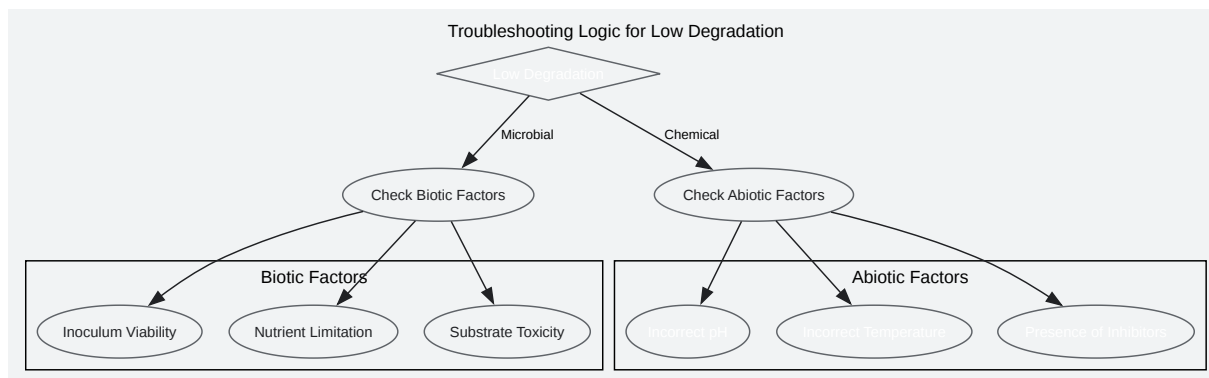 Troubleshooting Logic for Low Degradation
Low Degradation
Microbial
Chemical
Check Biotic Factors
Check Abiotic Factors
Biotic Factors
Abiotic Factors
Inoculum Viability
Nutrient Limitation
Substrate Toxicity
Incorrect pH
Incorrect Temperature
Presence of Inhibitors